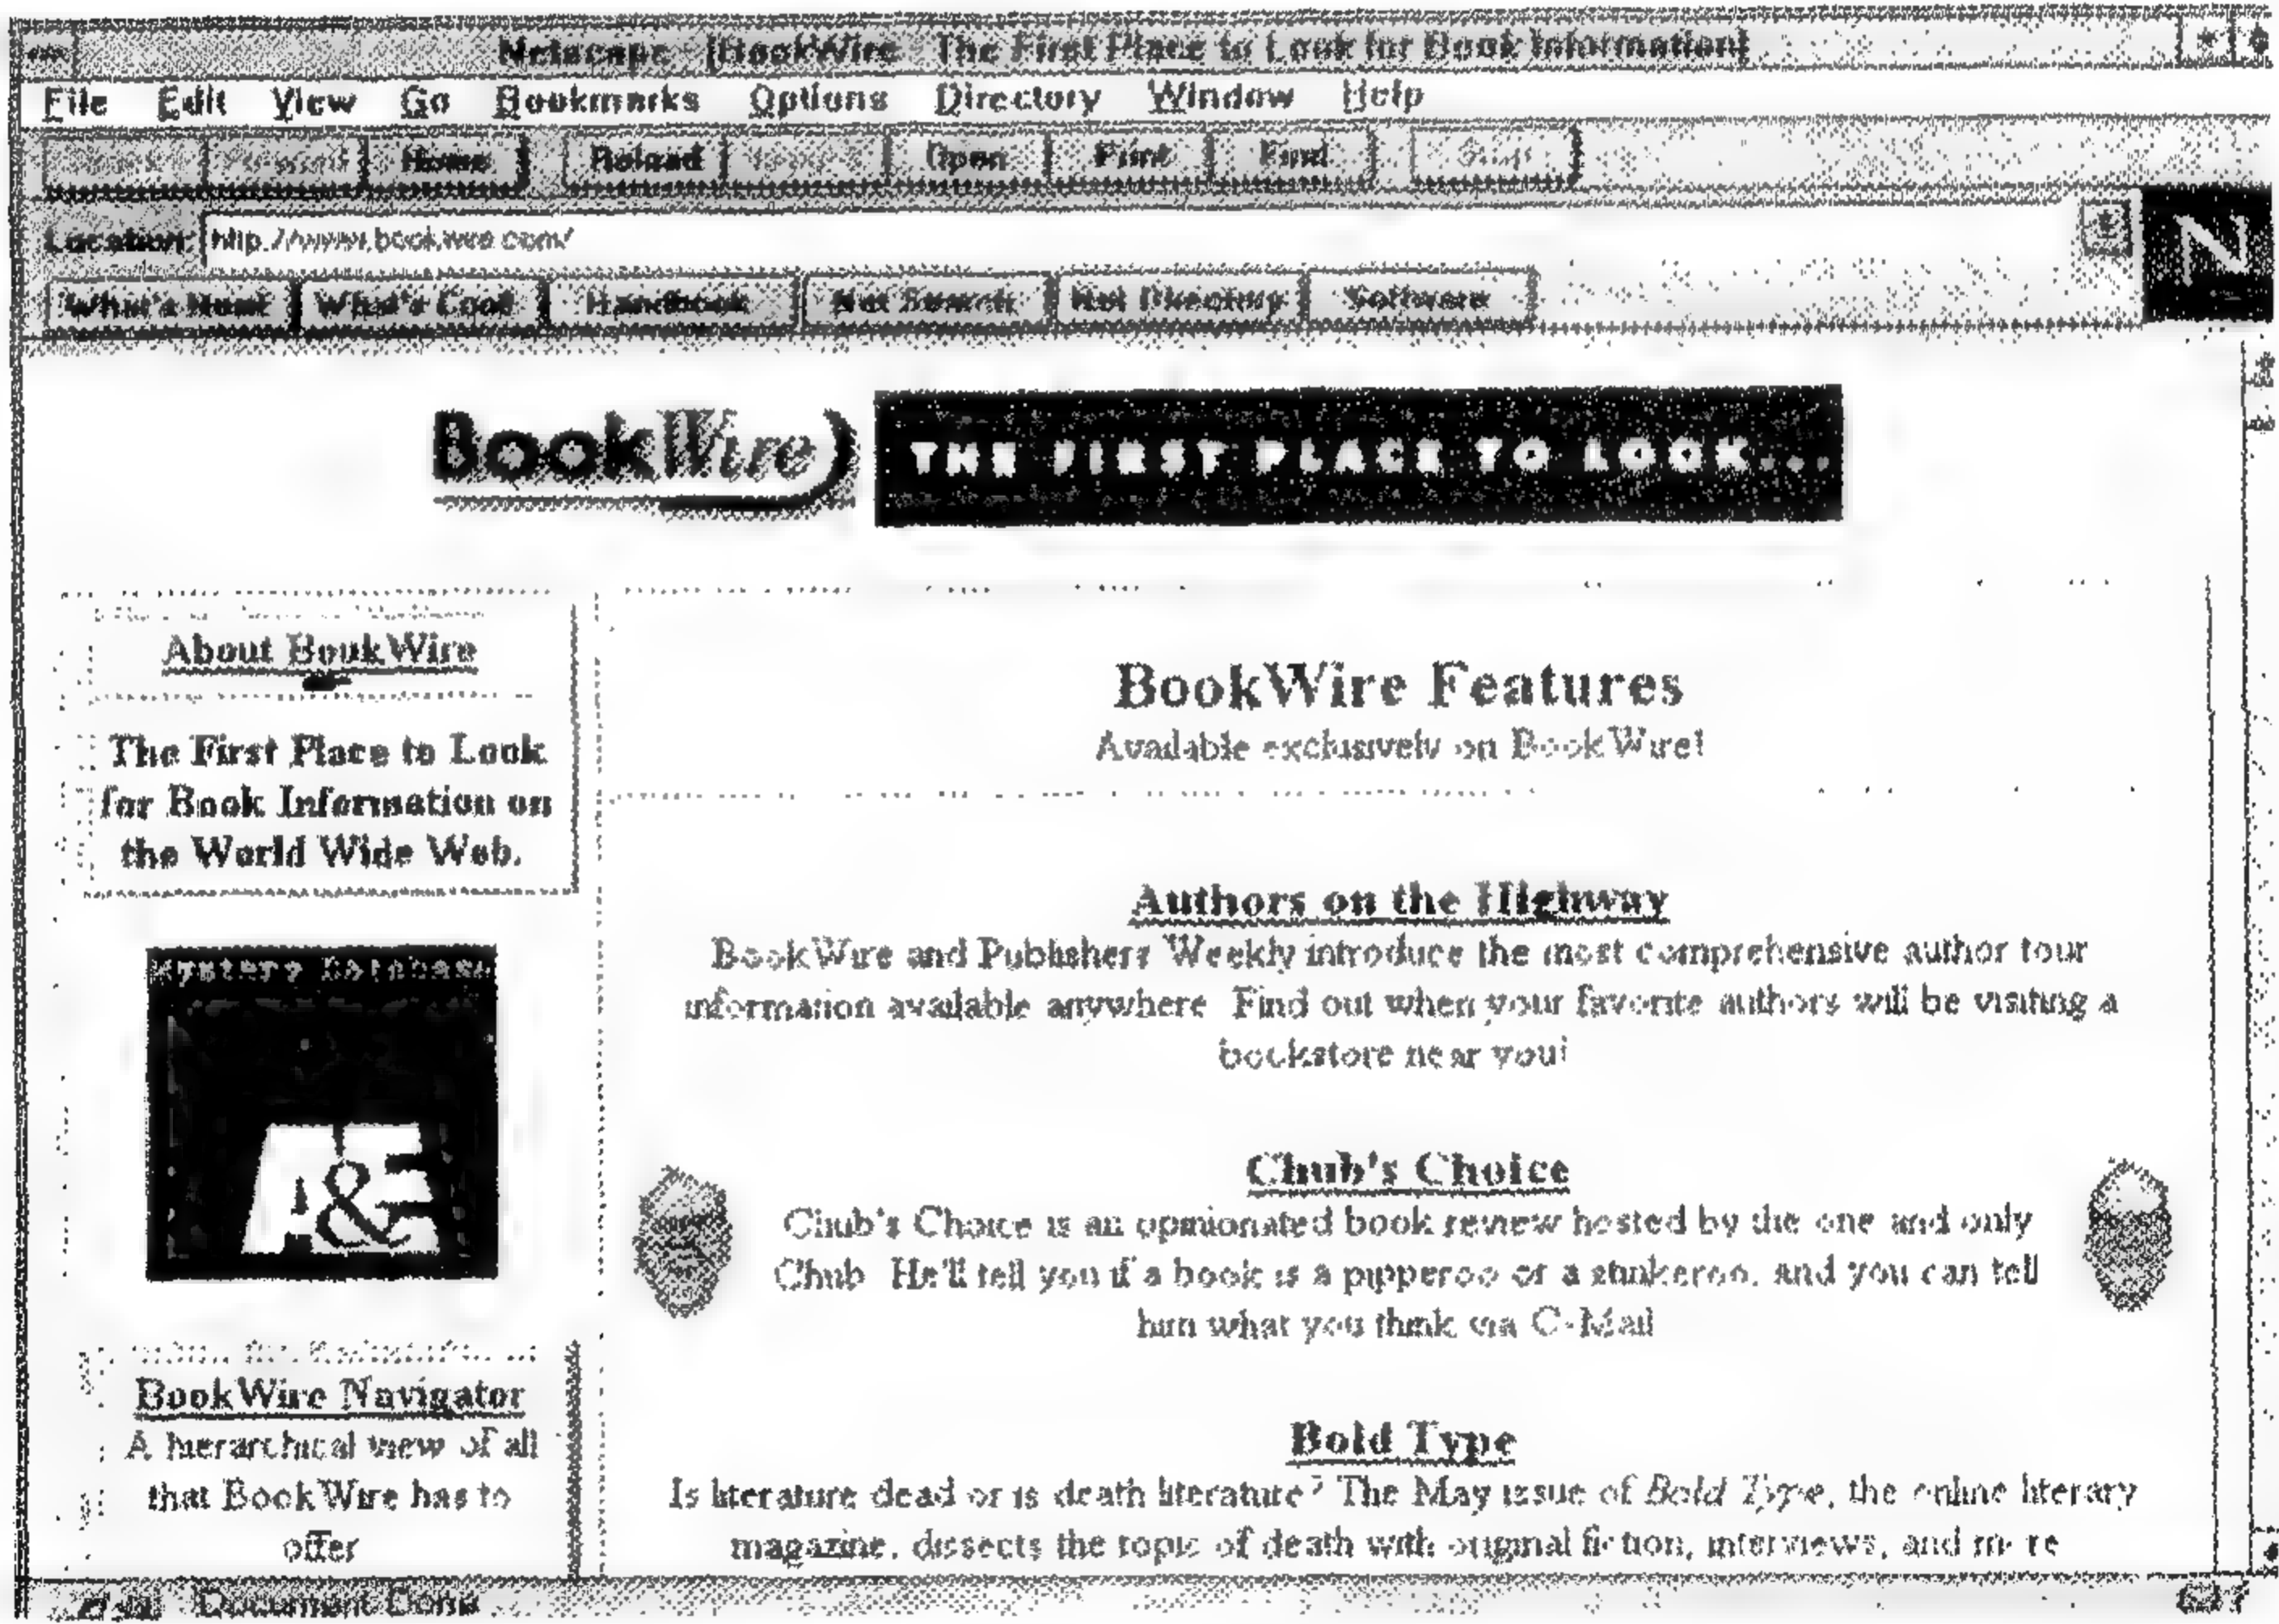 Netscape - [BookWire - The First Place to Look for Book Information]
File Edit View Go Bookmarks Options Directory Window Help
Forward Home Reload Open Print Find Stop
Location: http://www.bookwire.com/
What's New! What's Cool! Handbook Net Search Net Directory Software
N
BookWire THE FIRST PLACE TO LOOK...
About BookWire
The First Place to Look
for Book Information on
the World Wide Web.
Mystery Database
A&E
BookWire Navigator
A hierarchical view of all
that BookWire has to
offer
BookWire Features
Available exclusively on BookWire!
Authors on the Highway
BookWire and Publishers Weekly introduce the most comprehensive author tour
information available anywhere. Find out when your favorite authors will be visiting a
bookstore near you!
Chub's Choice
Chub's Choice is an opinionated book review hosted by the one and only
Chub. He'll tell you if a book is a pipperoo or a stinkeroo, and you can tell
him what you think via C-Mail
Bold Type
Is literature dead or is death literature? The May issue of Bold Type, the online literary
magazine, dissects the topic of death with original fiction, interviews, and more
Document: Done